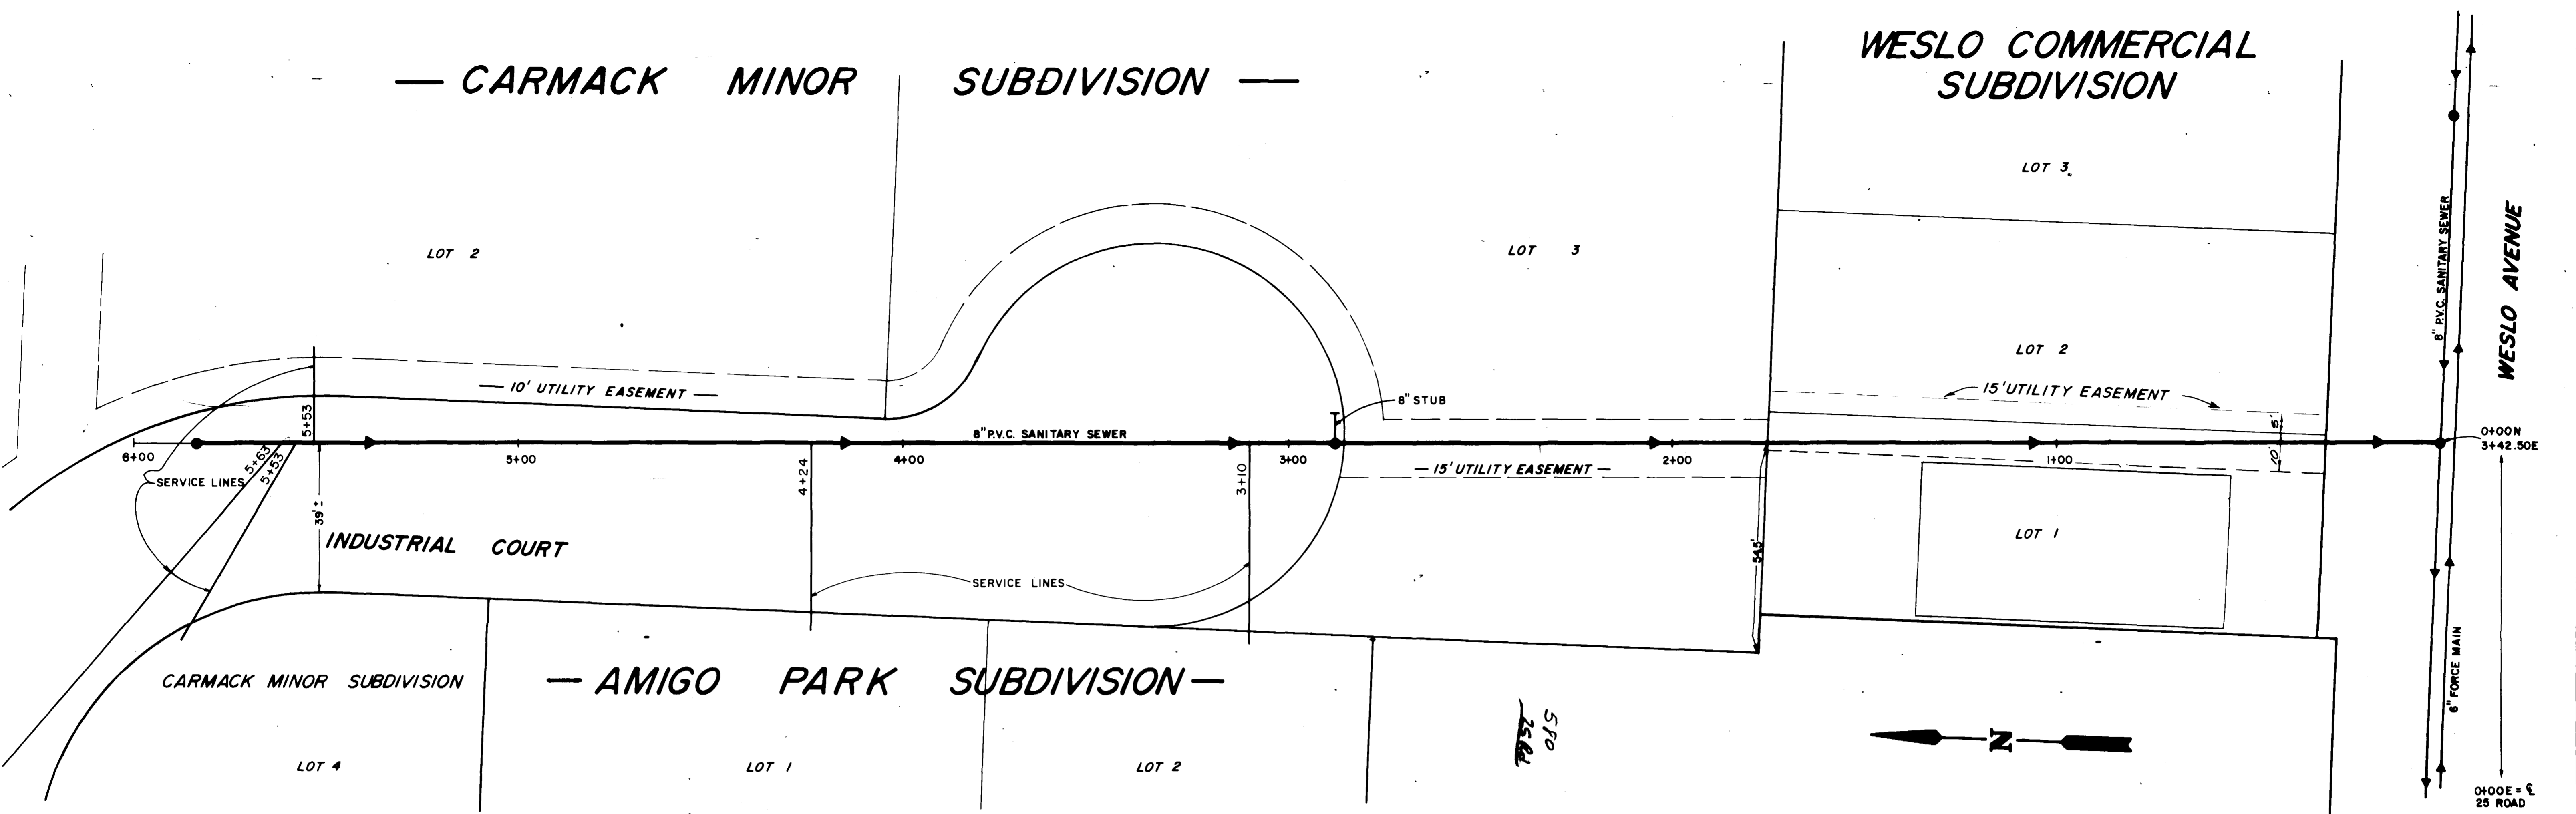 — CARMACK MINOR SUBDIVISION —
WESLO COMMERCIAL
SUBDIVISION
LOT 3
LOT 2
LOT 3
LOT 2
8" P.V.C. SANITARY SEWER
WESLO AVENUE
— 10' UTILITY EASEMENT —
15' UTILITY EASEMENT
8" STUB
5+53
8" P.V.C. SANITARY SEWER
5'
10'
0+00N
3+42.50E
6+00
5+00
4+00
3+00
2+00
1+00
5+63
5+53
SERVICE LINES
39'±
4+24
3+10
— 15' UTILITY EASEMENT —
INDUSTRIAL COURT
54.5'
LOT 1
SERVICE LINES
CARMACK MINOR SUBDIVISION
— AMIGO PARK SUBDIVISION —
6" FORCE MAIN
580
25 Rd
N
LOT 4
LOT 1
LOT 2
0+00E = ℄
25 ROAD